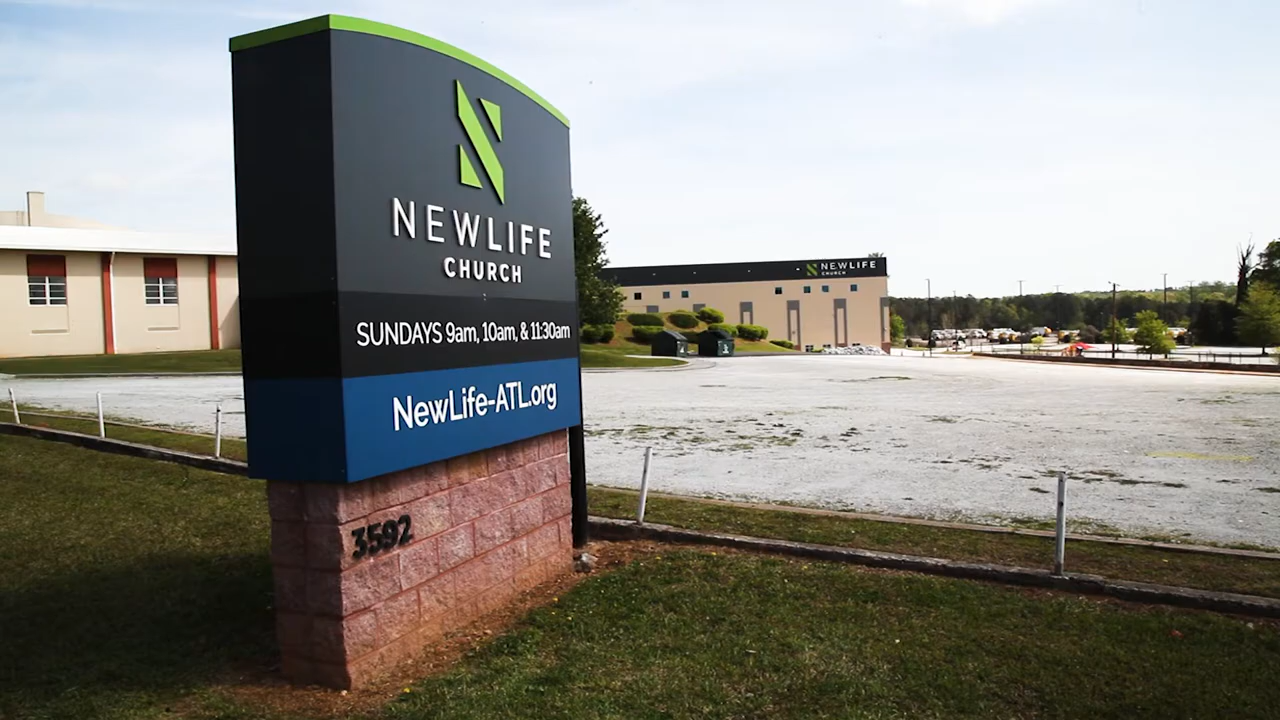 NEWLIFE
CHURCH
SUNDAYS 9am, 10am, & 11:30am
NewLife-ATL.org
3592
NEWLIFE
CHURCH